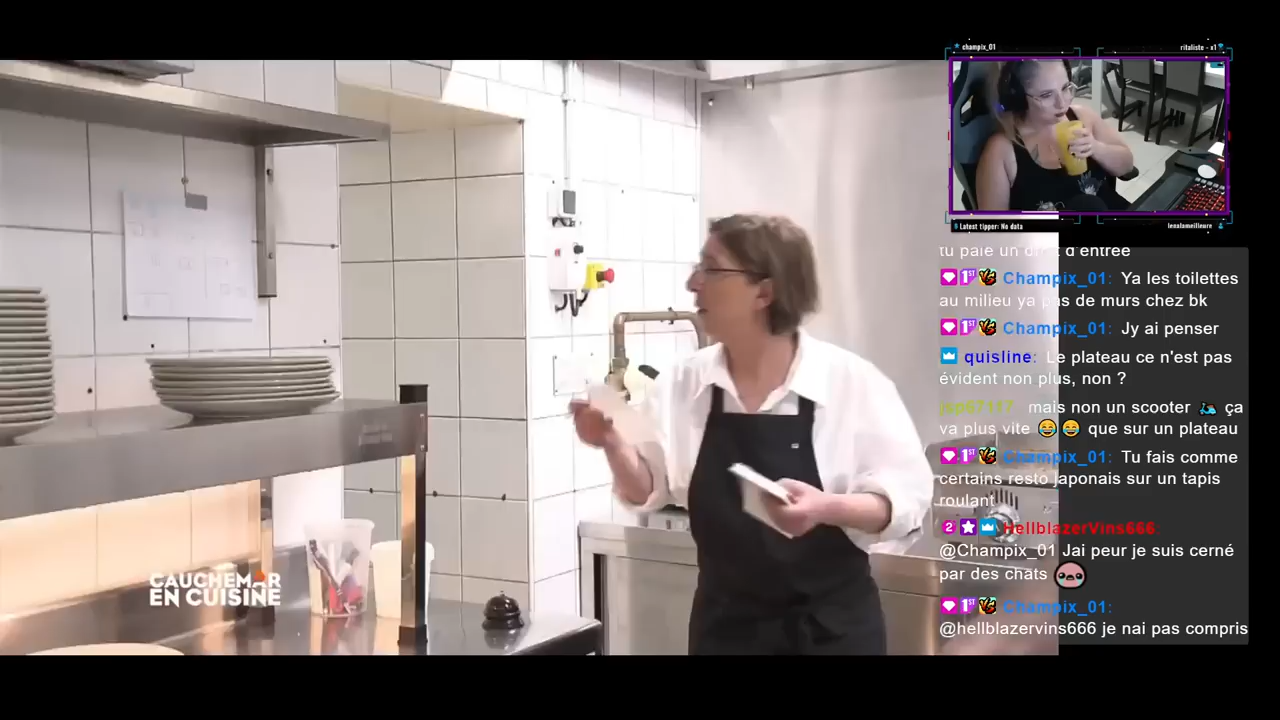 champix_01
ritaliste - x1
Latest tipper: No data
lenalameilleure
tu paie un droit d'entrée
Champix_01: Ya les toilettes
au milieu ya pas de murs chez bk
Champix_01: Jy ai penser
quisline: Le plateau ce n'est pas
évident non plus, non ?
jsp67117: mais non un scooter 🛵 ça
va plus vite 😂 😂 que sur un plateau
Champix_01: Tu fais comme
certains resto japonais sur un tapis
roulant
HellblazerVins666:
@Champix_01 Jai peur je suis cerné
par des chats
Champix_01:
@hellblazervins666 je nai pas compris
CAUCHEMAR
EN CUISINE